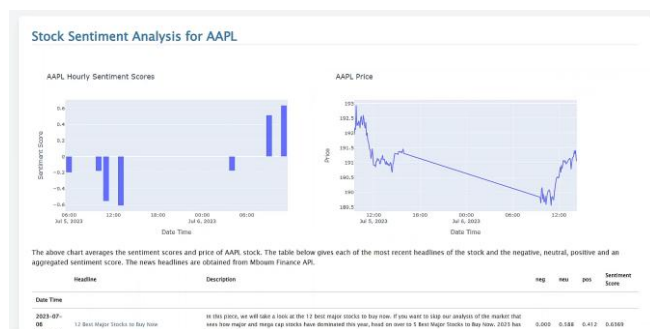 Stock Sentiment Analysis for AAPL
AAPL Hourly Sentiment Scores
AAPL Price
0.6
0.4
0.2
0
−0.2
−0.4
−0.6
Sentiment Score
06:00 12:00 18:00 00:00 06:00
Jul 5, 2023 Jul 6, 2023
Date Time
193
192.5
192
191.5
191
190.5
190
189.5
Price
12:00 18:00 00:00 06:00 12:00
Jul 5, 2023 Jul 6, 2023
Date Time
The above chart averages the sentiment scores and price of AAPL stock. The table below gives each of the most recent headlines of the stock and the negative, neutral, positive and an
aggregated sentiment score. The news headlines are obtained from Mboum Finance API.
Headline Description neg neu pos Sentiment
Score
Date Time
2023-07-
06
12 Best Major Stocks to Buy Now
In this piece, we will take a look at the 12 best major stocks to buy now. If you want to skip our analysis of the market that
sees how major and mega cap stocks have dominated this year, head on over to 5 Best Major Stocks to Buy Now. 2023 has
0.000 0.588 0.412 0.6369